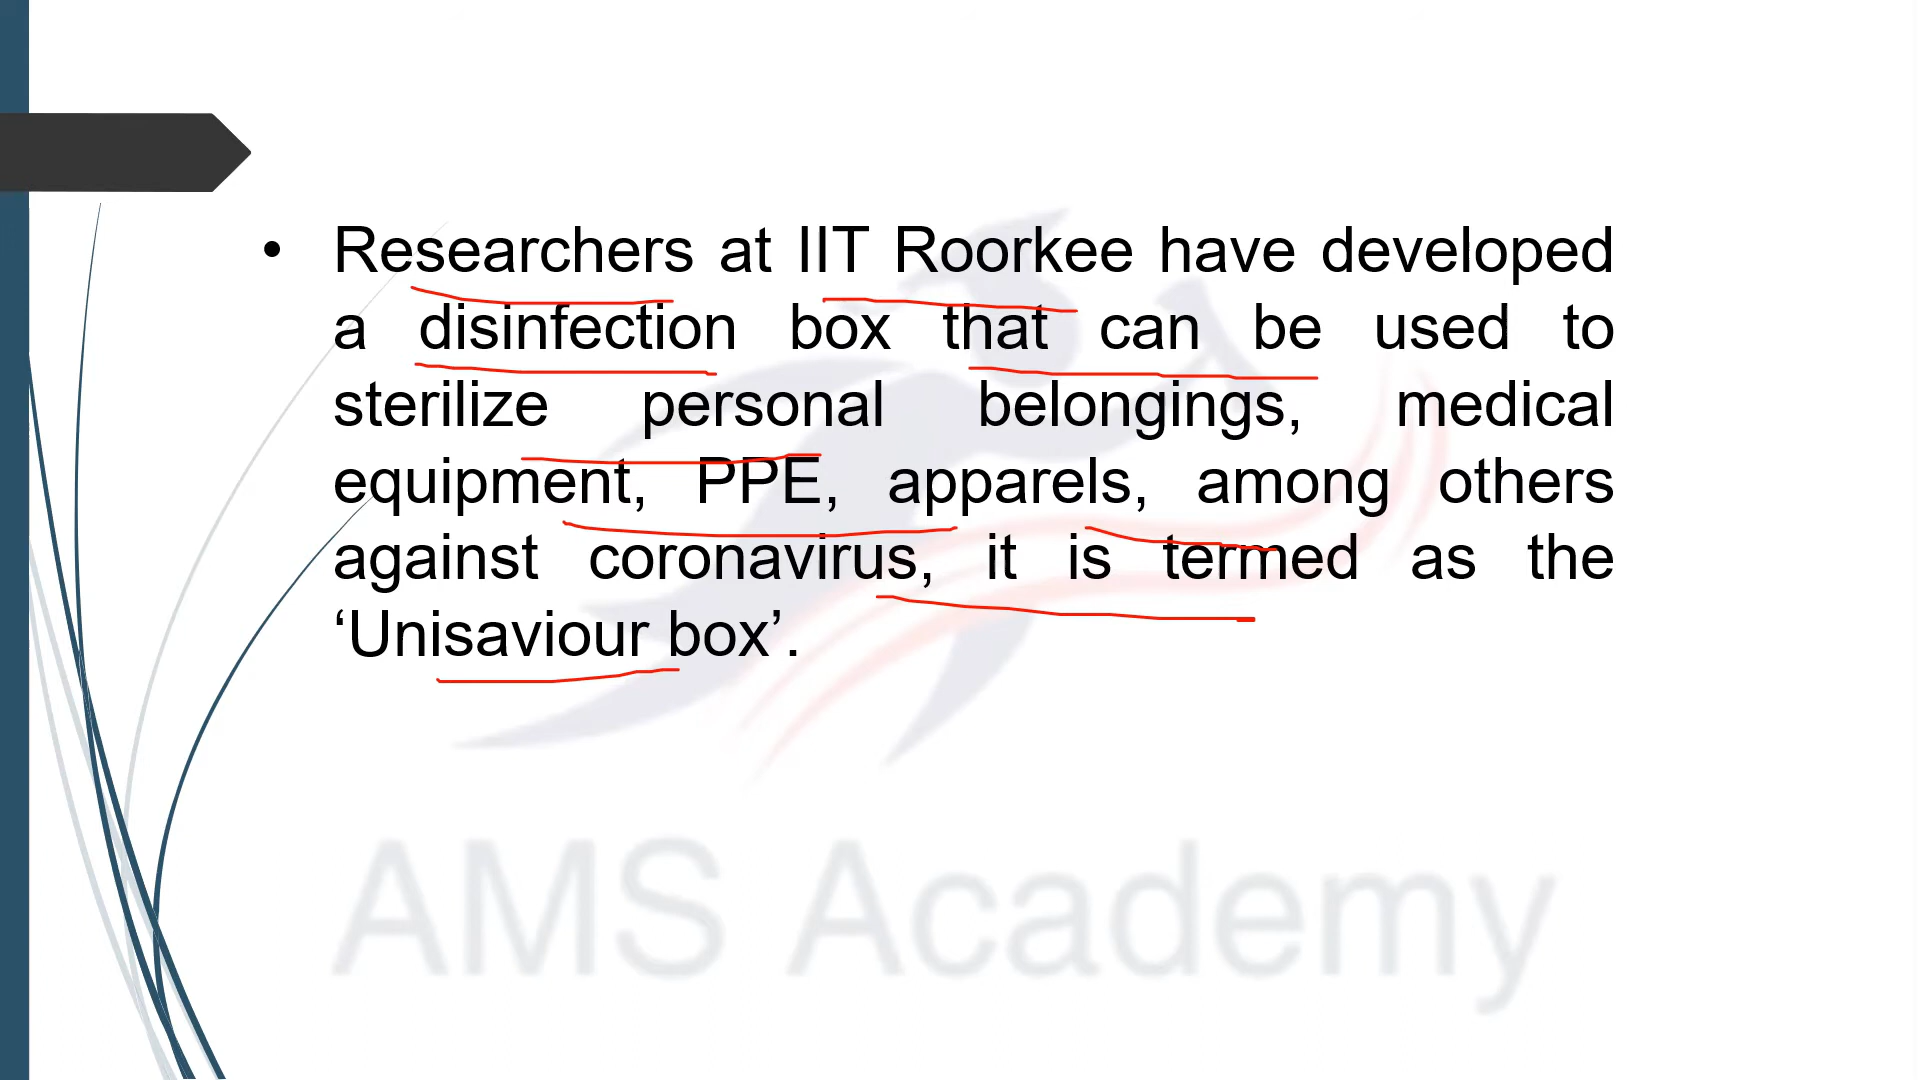 • Researchers at IIT Roorkee have developed
a disinfection box that can be used to
sterilize personal belongings, medical
equipment, PPE, apparels, among others
against coronavirus, it is termed as the
‘Unisaviour box’.
AMS Academy